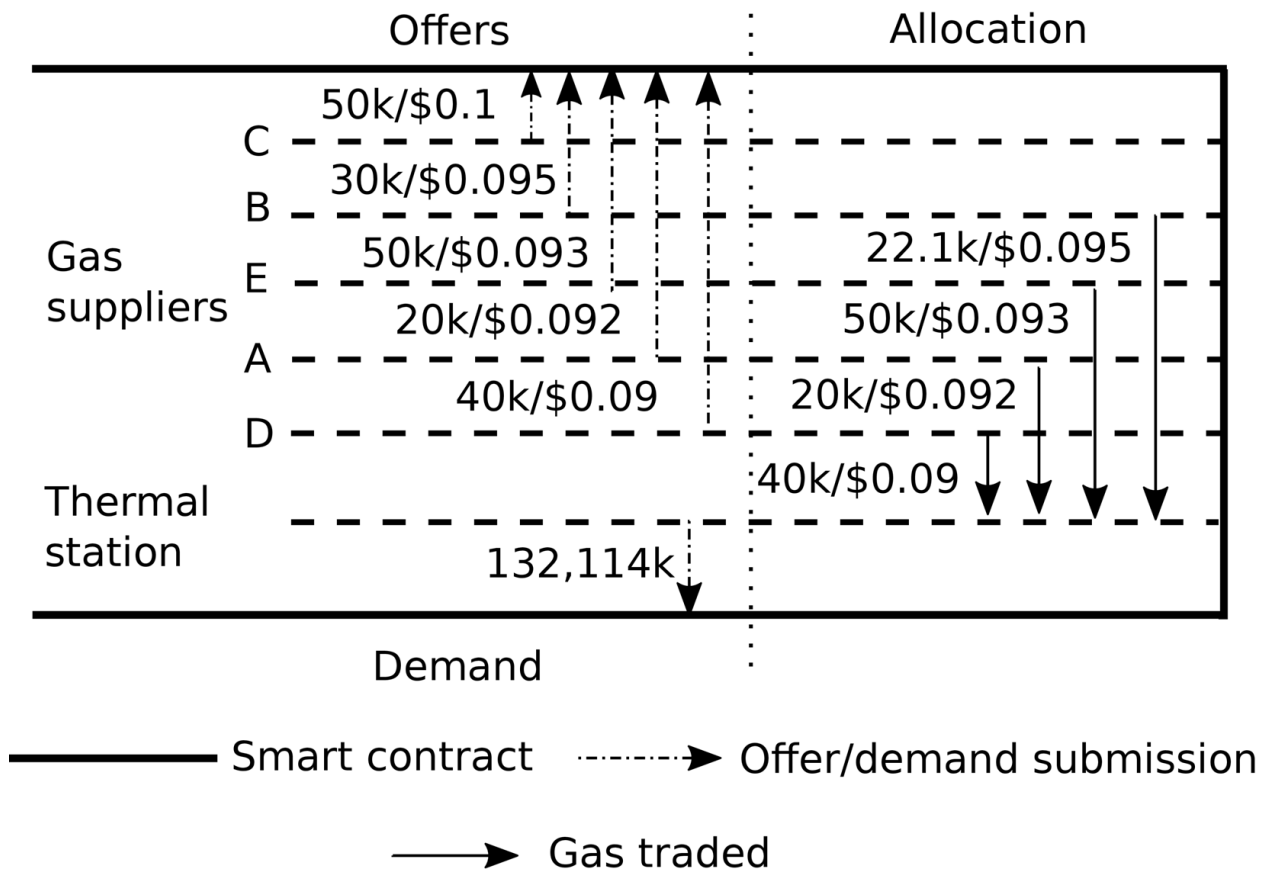 Offers
Allocation
50k/$0.1
C
30k/$0.095
B
50k/$0.093
22.1k/$0.095
Gas
suppliers
E
20k/$0.092
50k/$0.093
A
40k/$0.09
20k/$0.092
D
40k/$0.09
Thermal
station
132,114k
Demand
Smart contract
Offer/demand submission
Gas traded